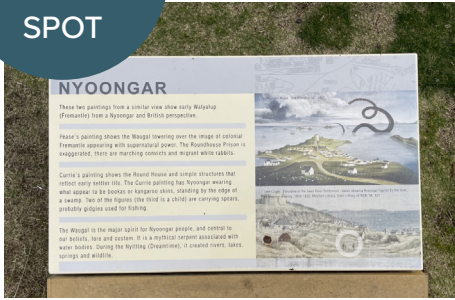 SPOT
NYOONGAR
These two paintings from a similar view show early Walyalup
(Fremantle) from a Nyoongar and British perspective.
Pease's painting shows the Waugal towering over the image of colonial
Fremantle appearing with supernatural power. The Roundhouse Prison is
exaggerated, there are marching convicts and migrant white rabbits.
Currie's painting shows the Round House and simple structures that
reflect early settler life. The Currie painting has Nyoongar wearing
what appear to be bookas or kangaroo skins, standing by the edge of
a swamp. Two of the figures (the third is a child) are carrying spears,
probably gidgies used for fishing.
The Waugal is the major spirit for Nyoongar people, and central to
our beliefs, lore and custom. It is a mythical serpent associated with
water bodies. During the Nyitting (Dreamtime), it created rivers, lakes,
springs and wildlife.